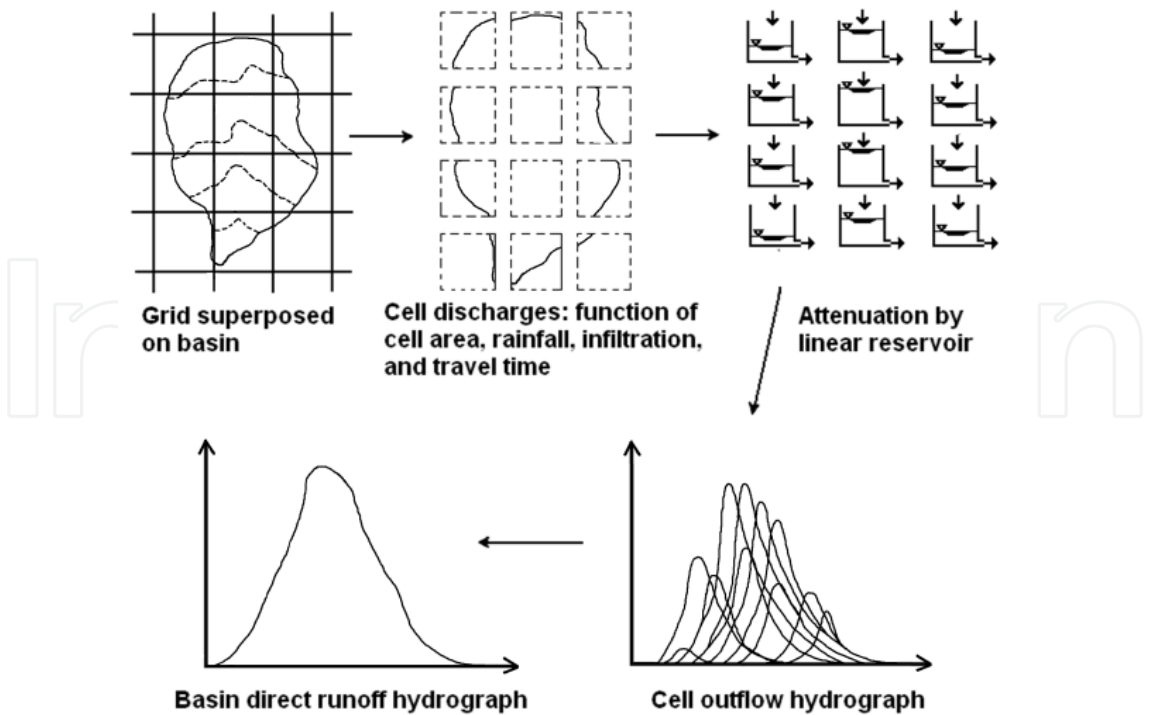 Grid superposed
on basin
Cell discharges: function of
cell area, rainfall, infiltration,
and travel time
Attenuation by
linear reservoir
Basin direct runoff hydrograph
Cell outflow hydrograph